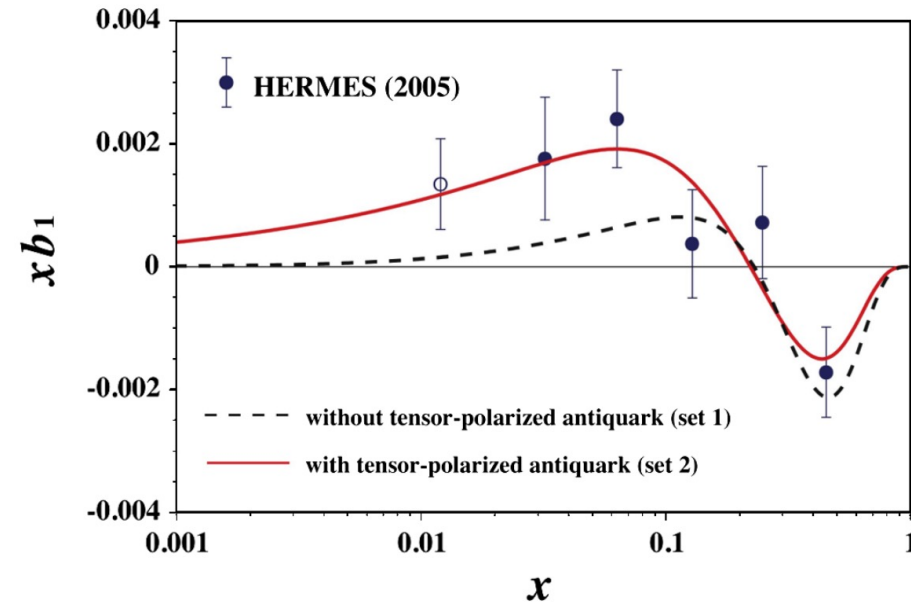 0.004
HERMES (2005)
0.002
xb1
0
-0.002
without tensor-polarized antiquark (set 1)
with tensor-polarized antiquark (set 2)
-0.004
0.001 0.01 0.1 1
x